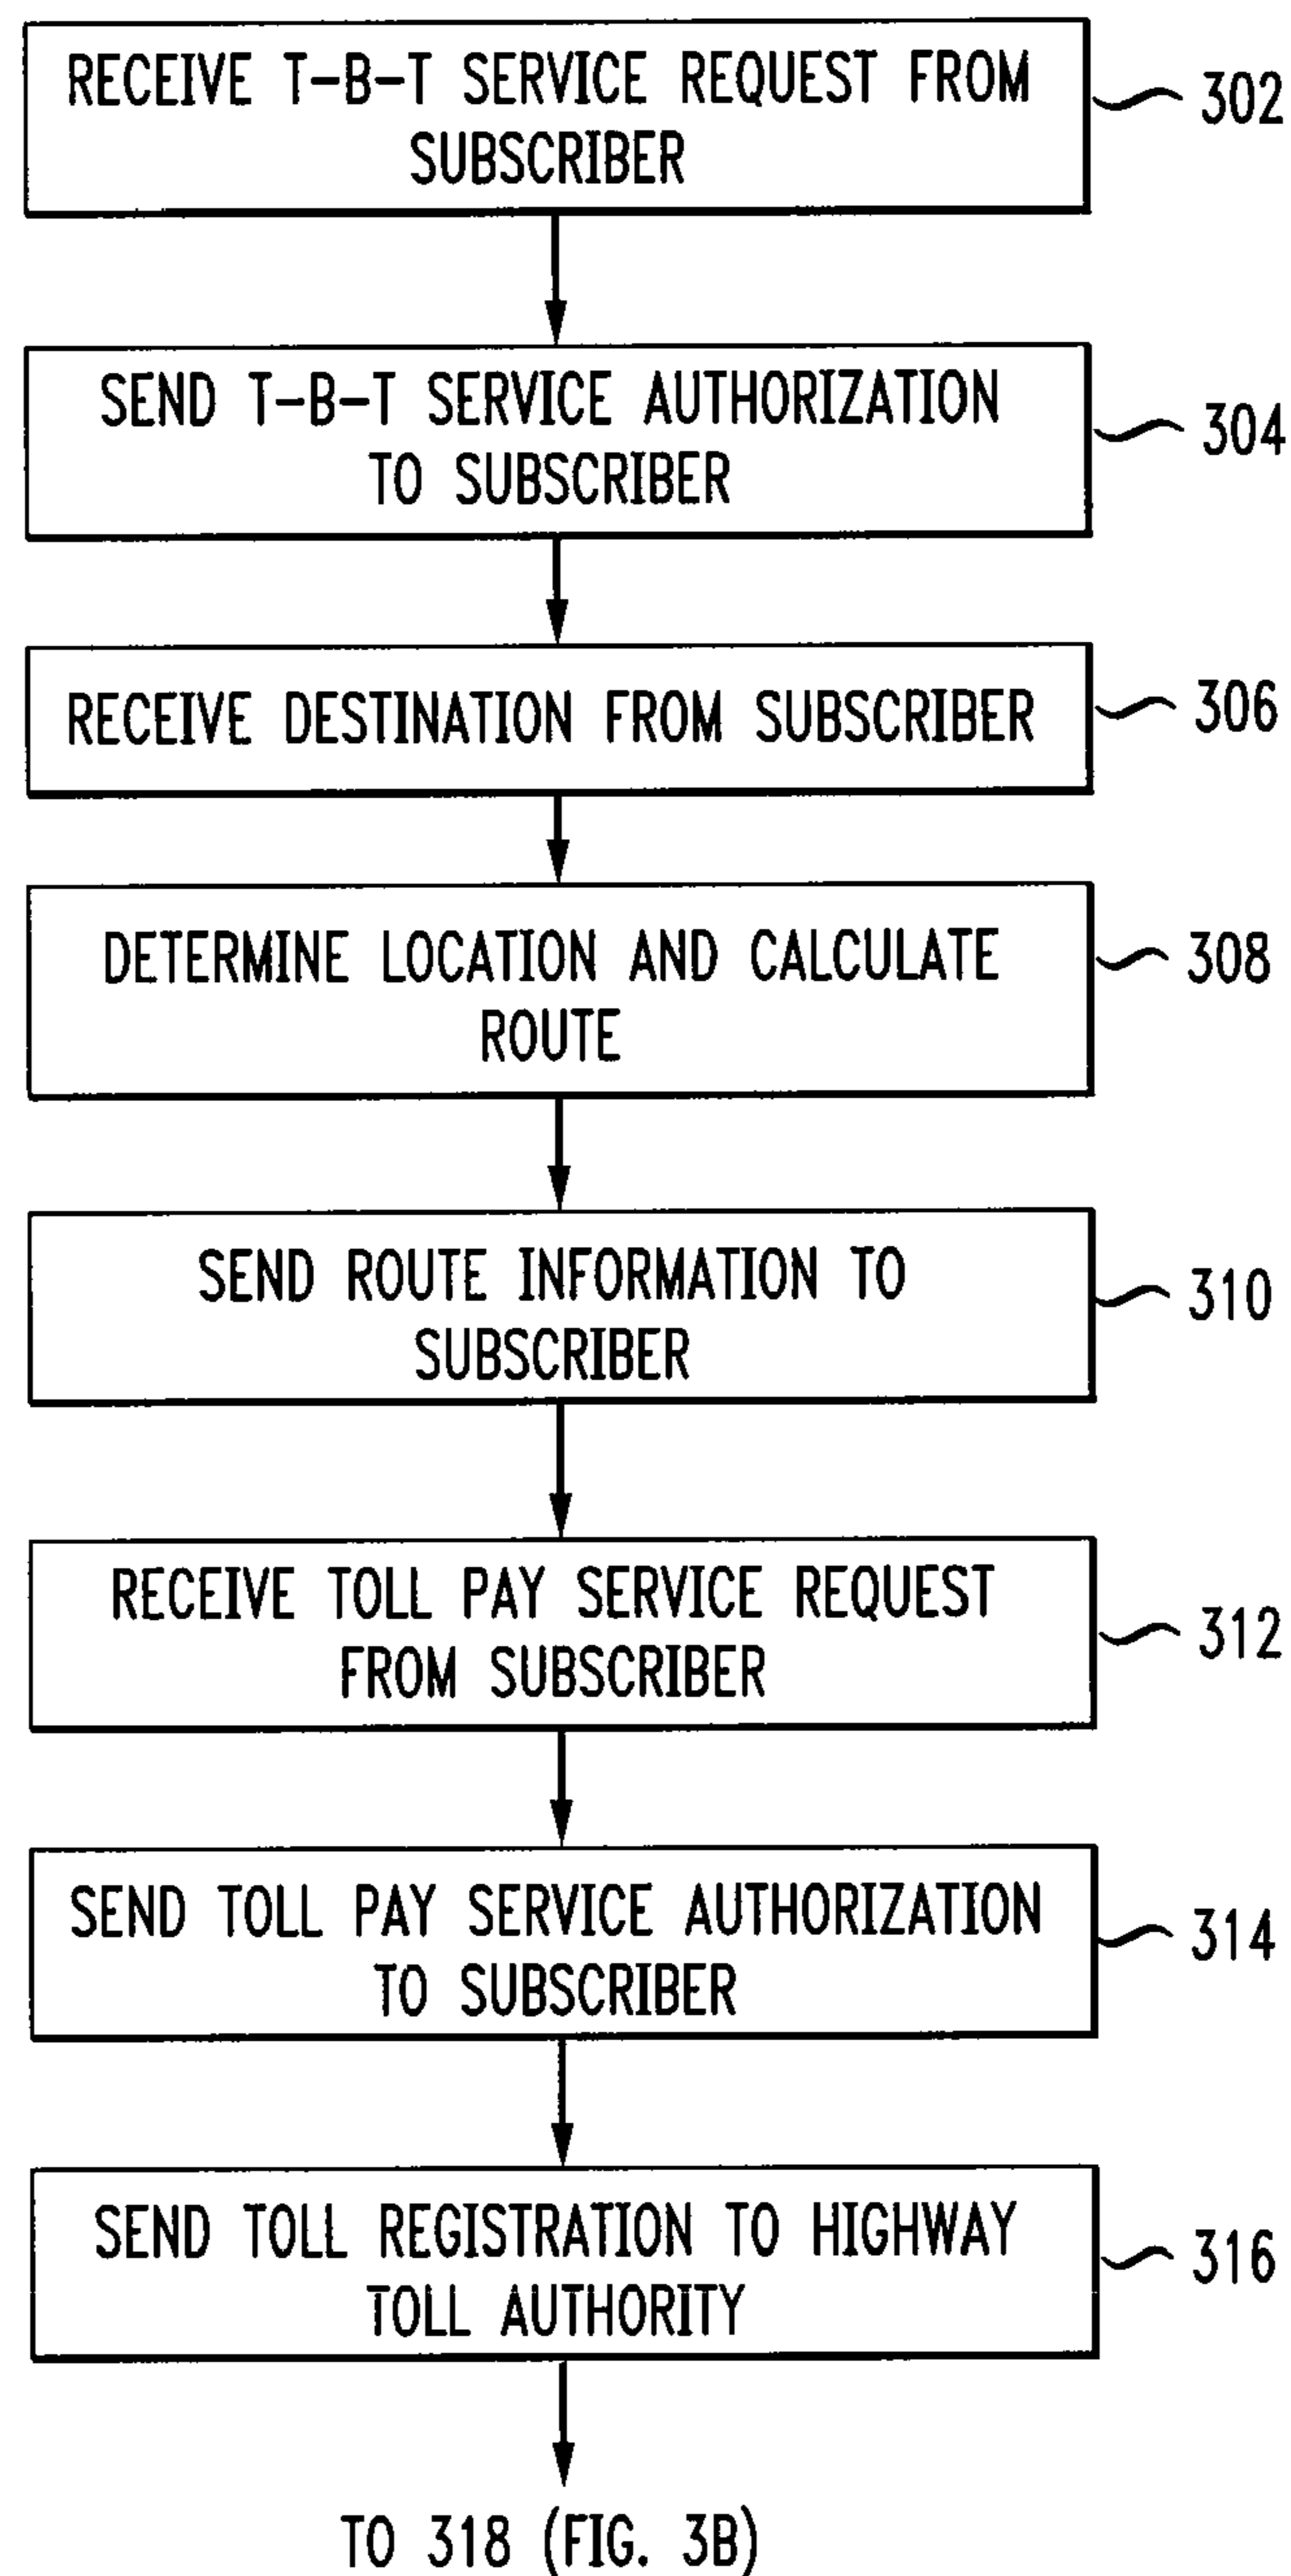 RECEIVE T-B-T SERVICE REQUEST FROM
SUBSCRIBER
302
SEND T-B-T SERVICE AUTHORIZATION
TO SUBSCRIBER
304
RECEIVE DESTINATION FROM SUBSCRIBER
306
DETERMINE LOCATION AND CALCULATE
ROUTE
308
SEND ROUTE INFORMATION TO
SUBSCRIBER
310
RECEIVE TOLL PAY SERVICE REQUEST
FROM SUBSCRIBER
312
SEND TOLL PAY SERVICE AUTHORIZATION
TO SUBSCRIBER
314
SEND TOLL REGISTRATION TO HIGHWAY
TOLL AUTHORITY
316
TO 318 (FIG. 3B)